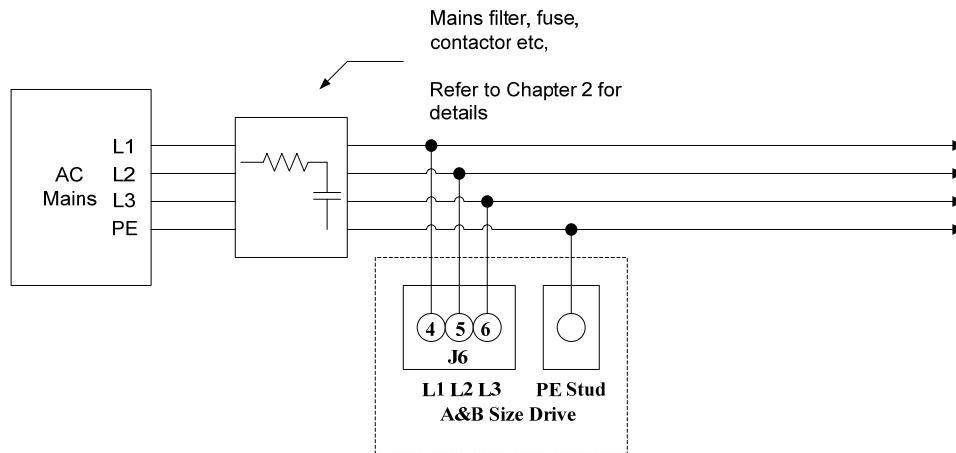 Mains filter, fuse,
contactor etc,
Refer to Chapter 2 for
details
AC
Mains
L1
L2
L3
PE
4 5 6
J6
L1 L2 L3
PE Stud
A&B Size Drive